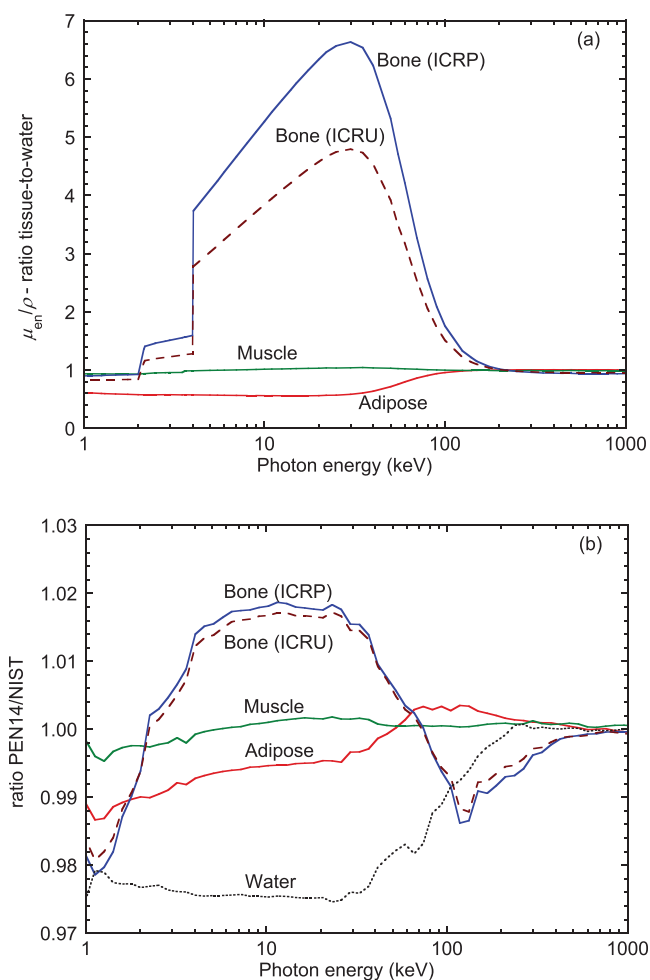 7
(a)
Bone (ICRP)
6
5
Bone (ICRU)
4
3
2
Muscle
1
Adipose
0
1
10
100
1000
Photon energy (keV)
μen/ρ - ratio tissue-to-water
1.03
(b)
1.02
Bone (ICRP)
Bone (ICRU)
1.01
Muscle
1.00
Adipose
0.99
0.98
Water
0.97
1
10
100
1000
Photon energy (keV)
ratio PEN14/NIST